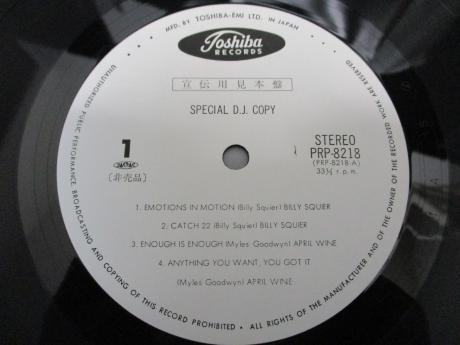 • MFD. BY TOSHIBA-EMI LTD. IN JAPAN •
Toshiba
RECORDS
宣伝用見本盤
SPECIAL D.J. COPY
1
STEREO
PRP-8218
(PRP-8218-A)
33⅓ r.p.m.
〔非売品〕
1. EMOTIONS IN MOTION (Billy Squier) BILLY SQUIER
2. CATCH 22 (Billy Squier) BILLY SQUIER
3. ENOUGH IS ENOUGH (Myles Goodwyn) APRIL WINE
4. ANYTHING YOU WANT, YOU GOT IT
(Myles Goodwyn) APRIL WINE
UNAUTHORIZED PUBLIC PERFORMANCE, BROADCASTING AND COPYING OF THIS RECORD PROHIBITED • ALL RIGHTS OF THE MANUFACTURER AND OF THE OWNER OF THE RECORDED WORK ARE RESERVED